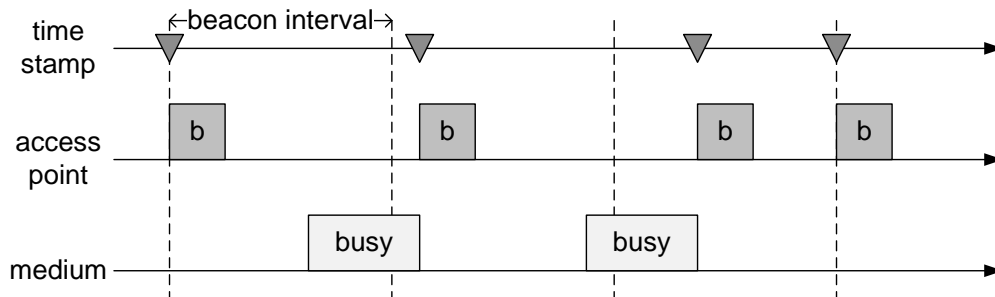 beacon interval
time
stamp
b
b
b
b
access
point
busy
busy
medium